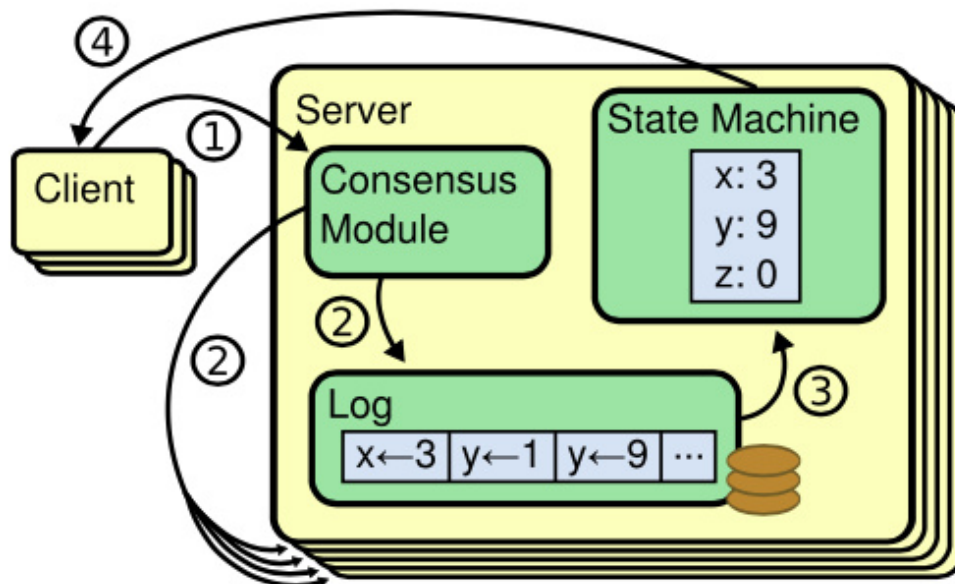 ④
①
Client
Server
Consensus
Module
State Machine
x: 3
y: 9
z: 0
②
②
③
Log
x←3 y←1 y←9 ···